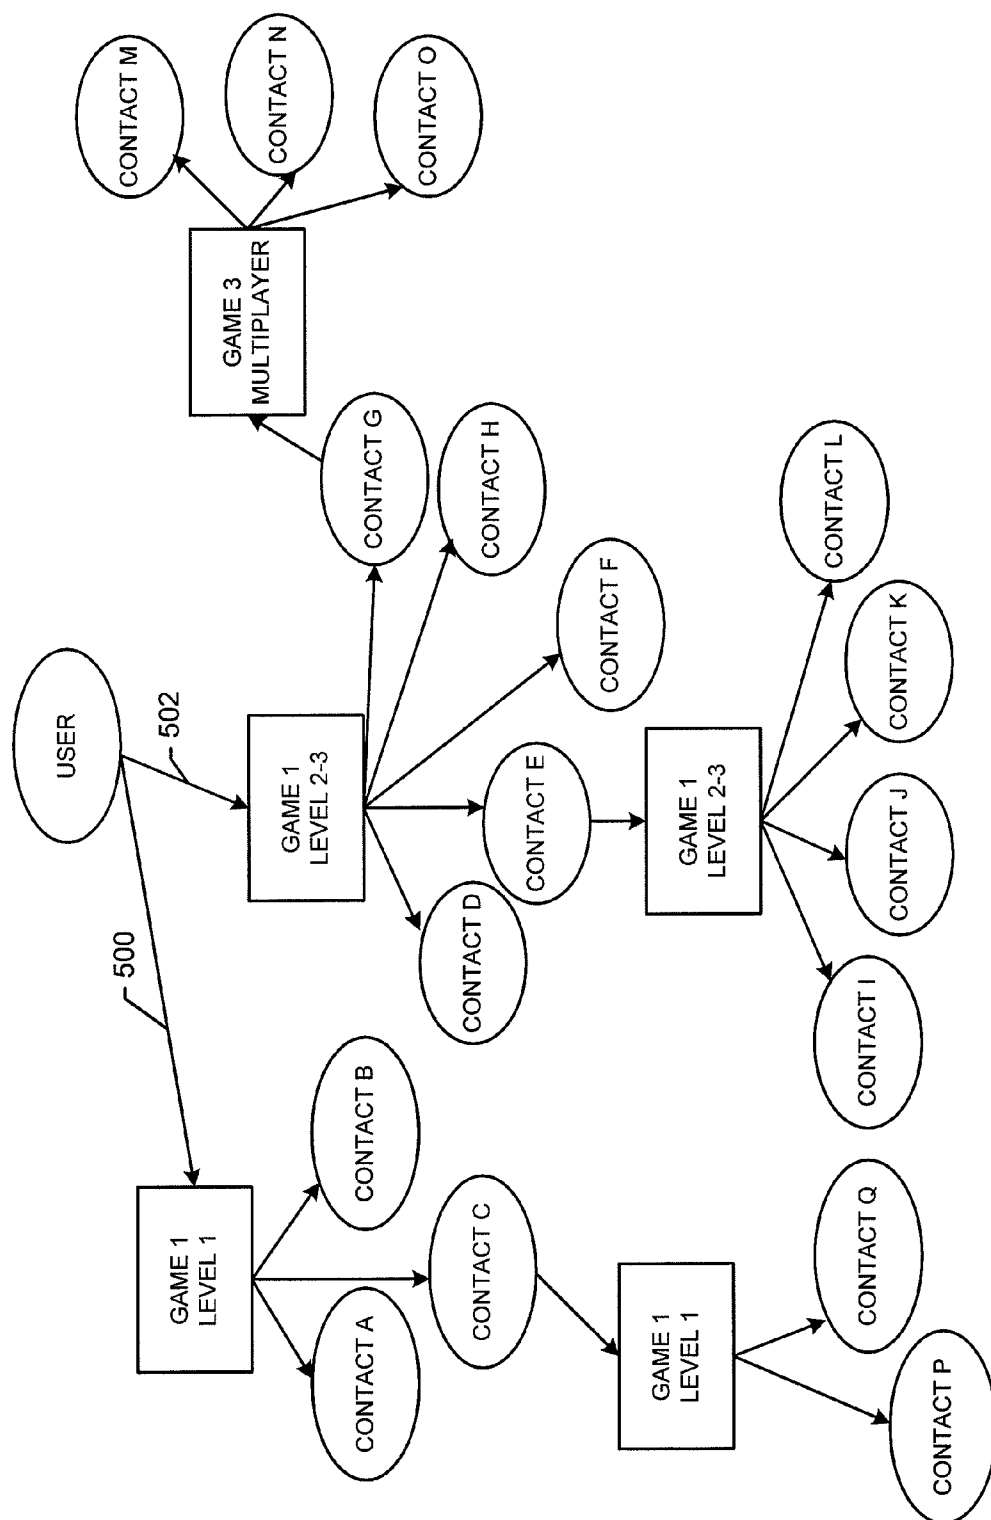 USER
500
502
GAME 1
LEVEL 1
CONTACT A
CONTACT B
CONTACT C
GAME 1
LEVEL 1
CONTACT P
CONTACT Q
GAME 1
LEVEL 2-3
CONTACT D
CONTACT E
CONTACT F
CONTACT H
CONTACT G
GAME 1
LEVEL 2-3
CONTACT I
CONTACT J
CONTACT K
CONTACT L
GAME 3
MULTIPLAYER
CONTACT M
CONTACT N
CONTACT O